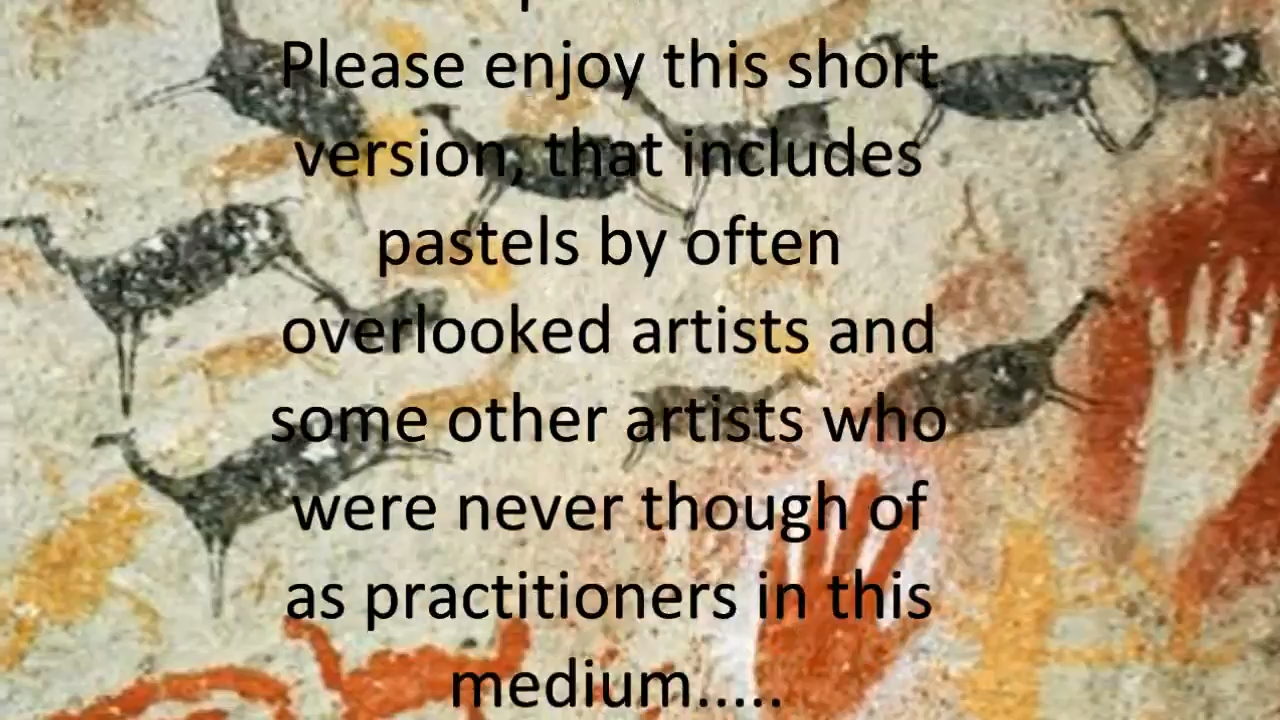 Please enjoy this short
version, that includes
pastels by often
overlooked artists and
some other artists who
were never though of
as practitioners in this
medium.....